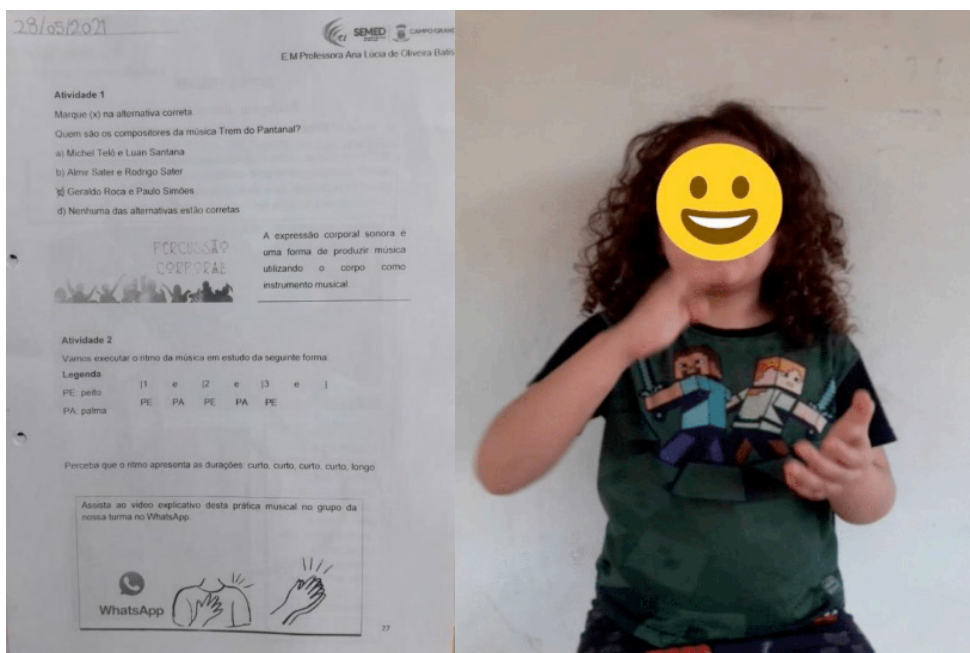 28/05/2021
SEMED
CAMPO GRANDE
E.M Professora Ana Lúcia de Oliveira Batis
Atividade 1
Marque (x) na alternativa correta
Quem são os compositores da música Trem do Pantanal?
a) Michel Teló e Luan Santana
b) Almir Sater e Rodrigo Sater
Geraldo Roca e Paulo Simões
d) Nenhuma das alternativas estão corretas
PERCUSSÃO
CORPORAL
A expressão corporal sonora é
uma forma de produzir música
utilizando o corpo como
instrumento musical.
Atividade 2
Vamos executar o ritmo da música em estudo da seguinte forma
Legenda
|1 e |2 e |3 e |
PE: peito
PE PA PE PA PE
PA: palma
Perceba que o ritmo apresenta as durações: curto, curto, curto, curto, longo
Assista ao vídeo explicativo desta prática musical no grupo da
nossa turma no WhatsApp.
WhatsApp
27